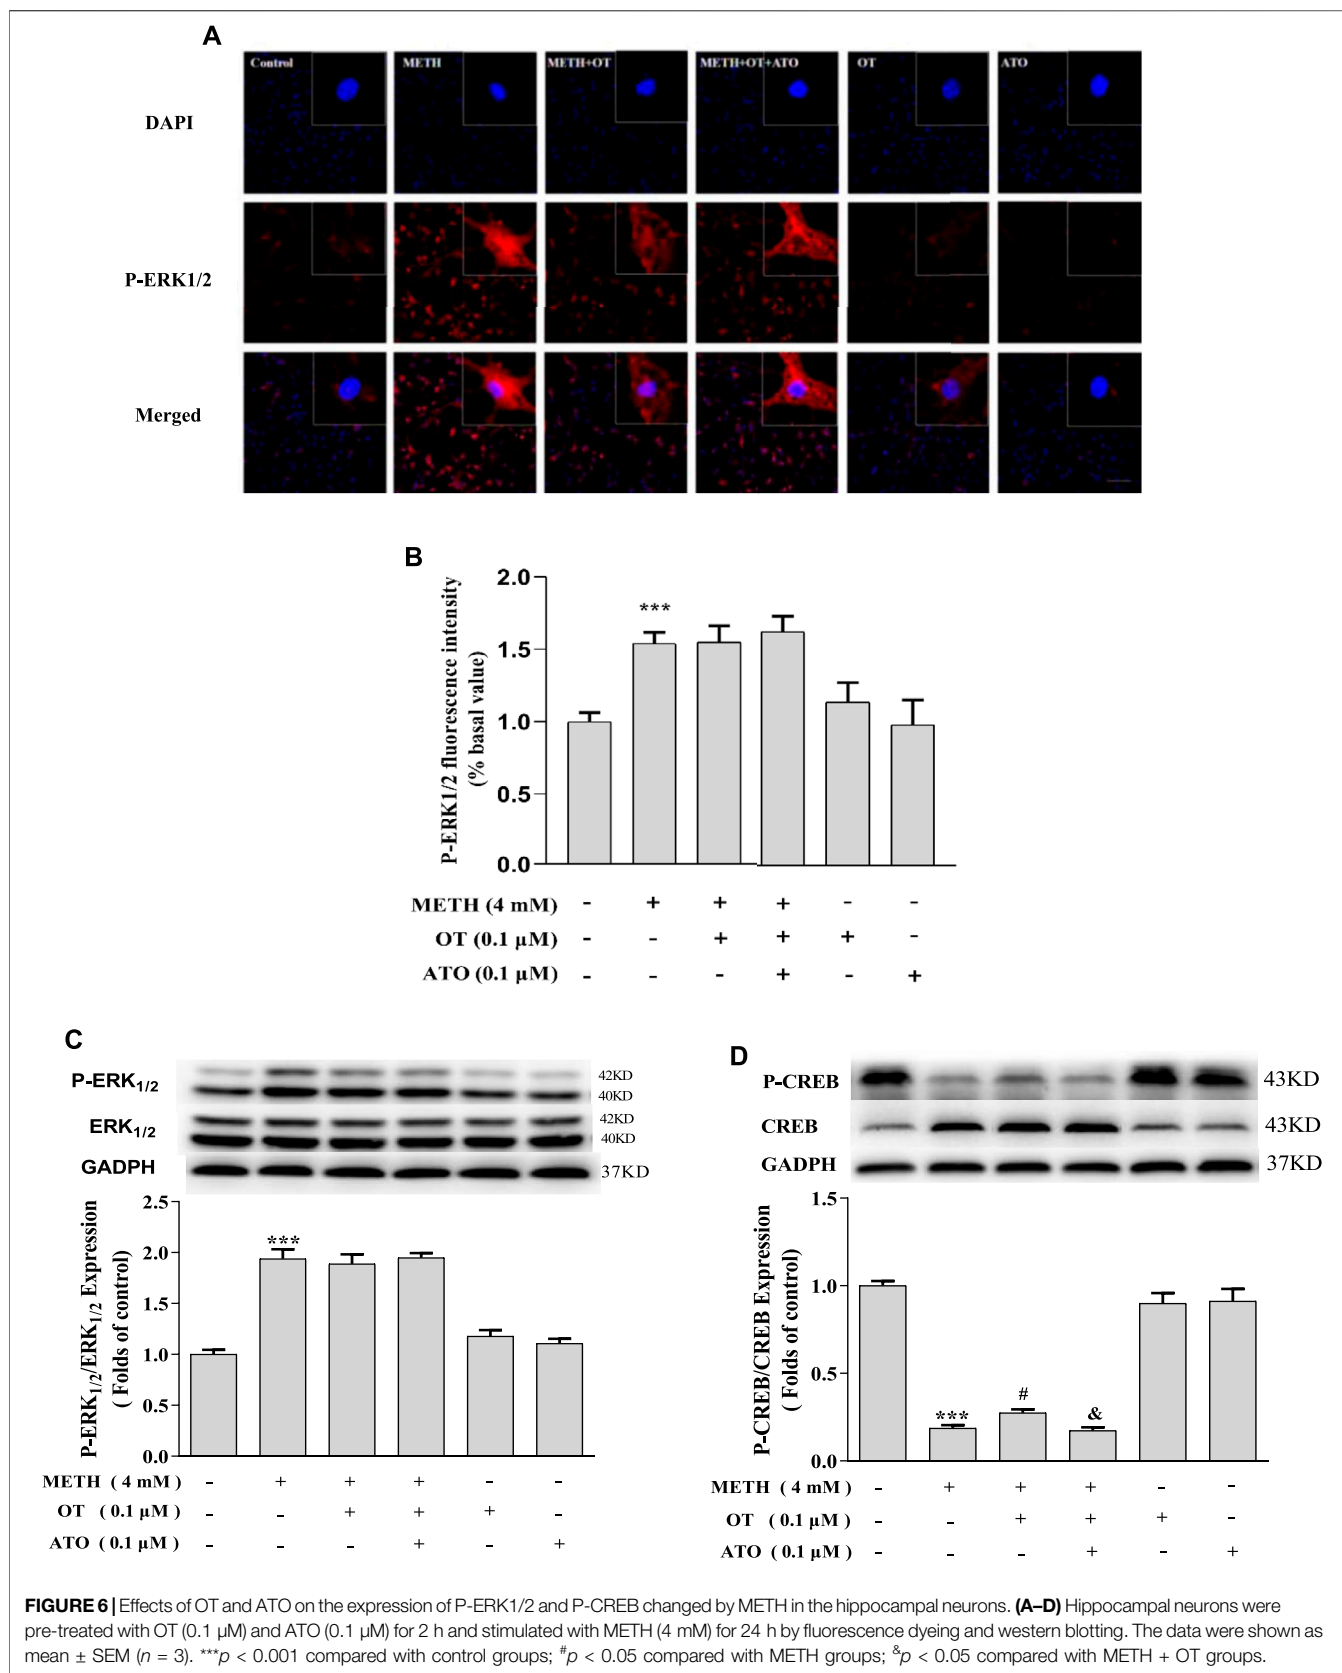 A
Control METH METH+OT METH+OT+ATO OT ATO
DAPI
P-ERK1/2
Merged
B
P-ERK1/2 fluorescence intensity
(% basal value)
2.0
1.5
1.0
0.5
0.0
***
METH (4 mM) - + + + - -
OT (0.1 µM) - - + + + -
ATO (0.1 µM) - - - + - +
C
P-ERK1/2 42KD
40KD
ERK1/2 42KD
40KD
GADPH 37KD
P-ERK1/2/ERK1/2 Expression
( Folds of control)
2.5
2.0
1.5
1.0
0.5
0.0
***
METH ( 4 mM ) - + + + - -
OT ( 0.1 µM ) - - + + + -
ATO ( 0.1 µM ) - - - + - +
D
P-CREB 43KD
CREB 43KD
GADPH 37KD
P-CREB/CREB Expression
( Folds of control)
1.5
1.0
0.5
0.0
*** # &
METH ( 4 mM ) - + + + - -
OT ( 0.1 µM ) - - + + + -
ATO ( 0.1 µM ) - - - + - +
FIGURE 6 | Effects of OT and ATO on the expression of P-ERK1/2 and P-CREB changed by METH in the hippocampal neurons. (A–D) Hippocampal neurons were
pre-treated with OT (0.1 µM) and ATO (0.1 µM) for 2 h and stimulated with METH (4 mM) for 24 h by fluorescence dyeing and western blotting. The data were shown as
mean ± SEM (n = 3). ***p < 0.001 compared with control groups; #p < 0.05 compared with METH groups; &p < 0.05 compared with METH + OT groups.